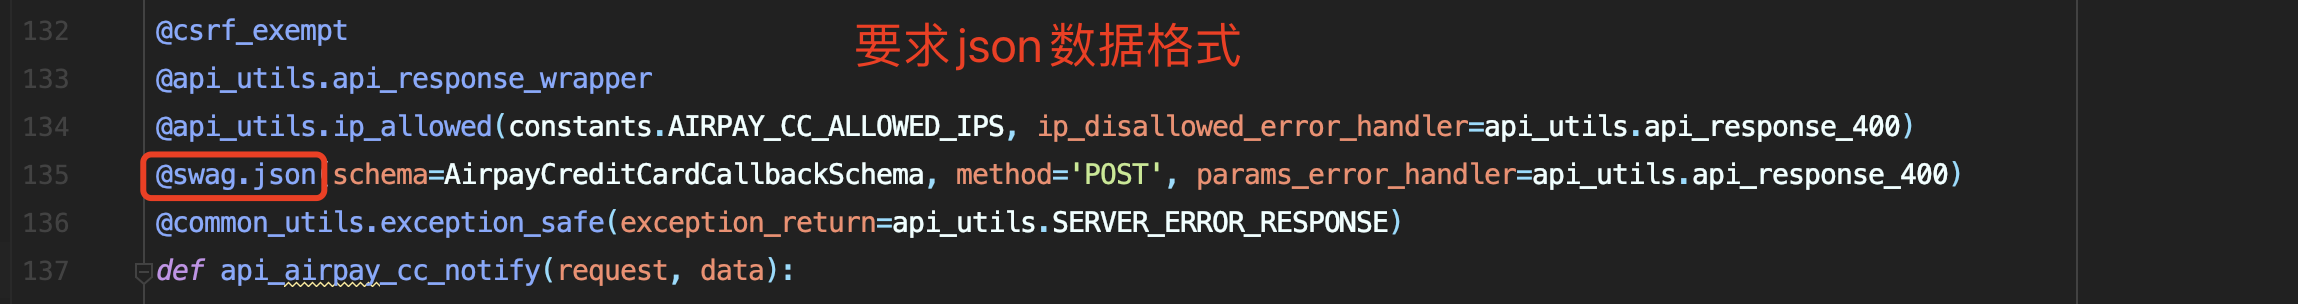 132 @csrf_exempt
要求json数据格式
133 @api_utils.api_response_wrapper
134 @api_utils.ip_allowed(constants.AIRPAY_CC_ALLOWED_IPS, ip_disallowed_error_handler=api_utils.api_response_400)
135 @swag.json schema=AirpayCreditCardCallbackSchema, method='POST', params_error_handler=api_utils.api_response_400)
136 @common_utils.exception_safe(exception_return=api_utils.SERVER_ERROR_RESPONSE)
137 def api_airpay_cc_notify(request, data):